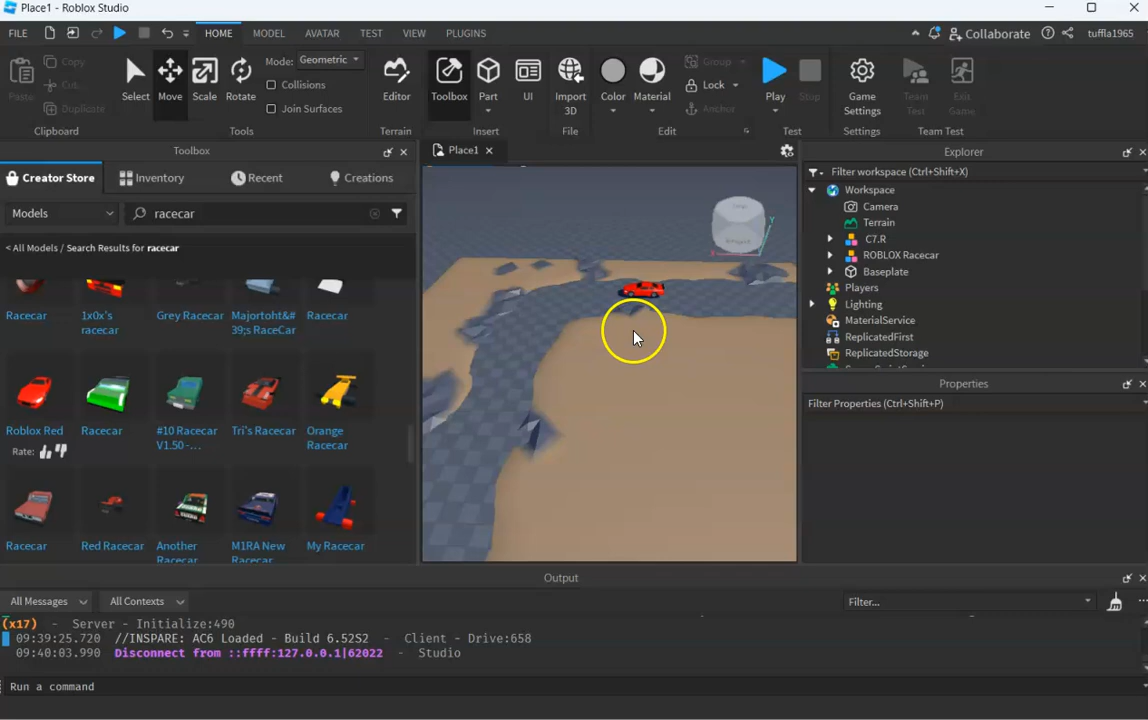 Place1 - Roblox Studio
FILE HOME MODEL AVATAR TEST VIEW PLUGINS Collaborate tuffla1965
Paste Copy Cut Duplicate Clipboard
Select Move Scale Rotate Mode: Geometric Collisions Join Surfaces Tools
Editor Terrain
Toolbox Part UI Insert
Import 3D File
Color Material Group Lock Anchor Edit
Play Stop Test
Game Settings Settings
Team Test Exit Game Team Test
Toolbox
Creator Store Inventory Recent Creations
Models racecar
< All Models / Search Results for racecar
Racecar 1x0x's racecar Grey Racecar Majortoht&#39;s RaceCar Racecar
Roblox Red Racecar #10 Racecar V1.50 -... Tri's Racecar Orange Racecar
Rate:
Racecar Red Racecar Another Racecar M1RA New Racecar My Racecar
Place1
Y
X
Explorer
Filter workspace (Ctrl+Shift+X)
Workspace
Camera
Terrain
C7.R
ROBLOX Racecar
Baseplate
Players
Lighting
MaterialService
ReplicatedFirst
ReplicatedStorage
Properties
Filter Properties (Ctrl+Shift+P)
Output
All Messages All Contexts Filter...
(x17) - Server - Initialize:490
09:39:25.720 //INSPARE: AC6 Loaded - Build 6.52S2 - Client - Drive:658
09:40:03.990 Disconnect from ::ffff:127.0.0.1|62022 - Studio
Run a command